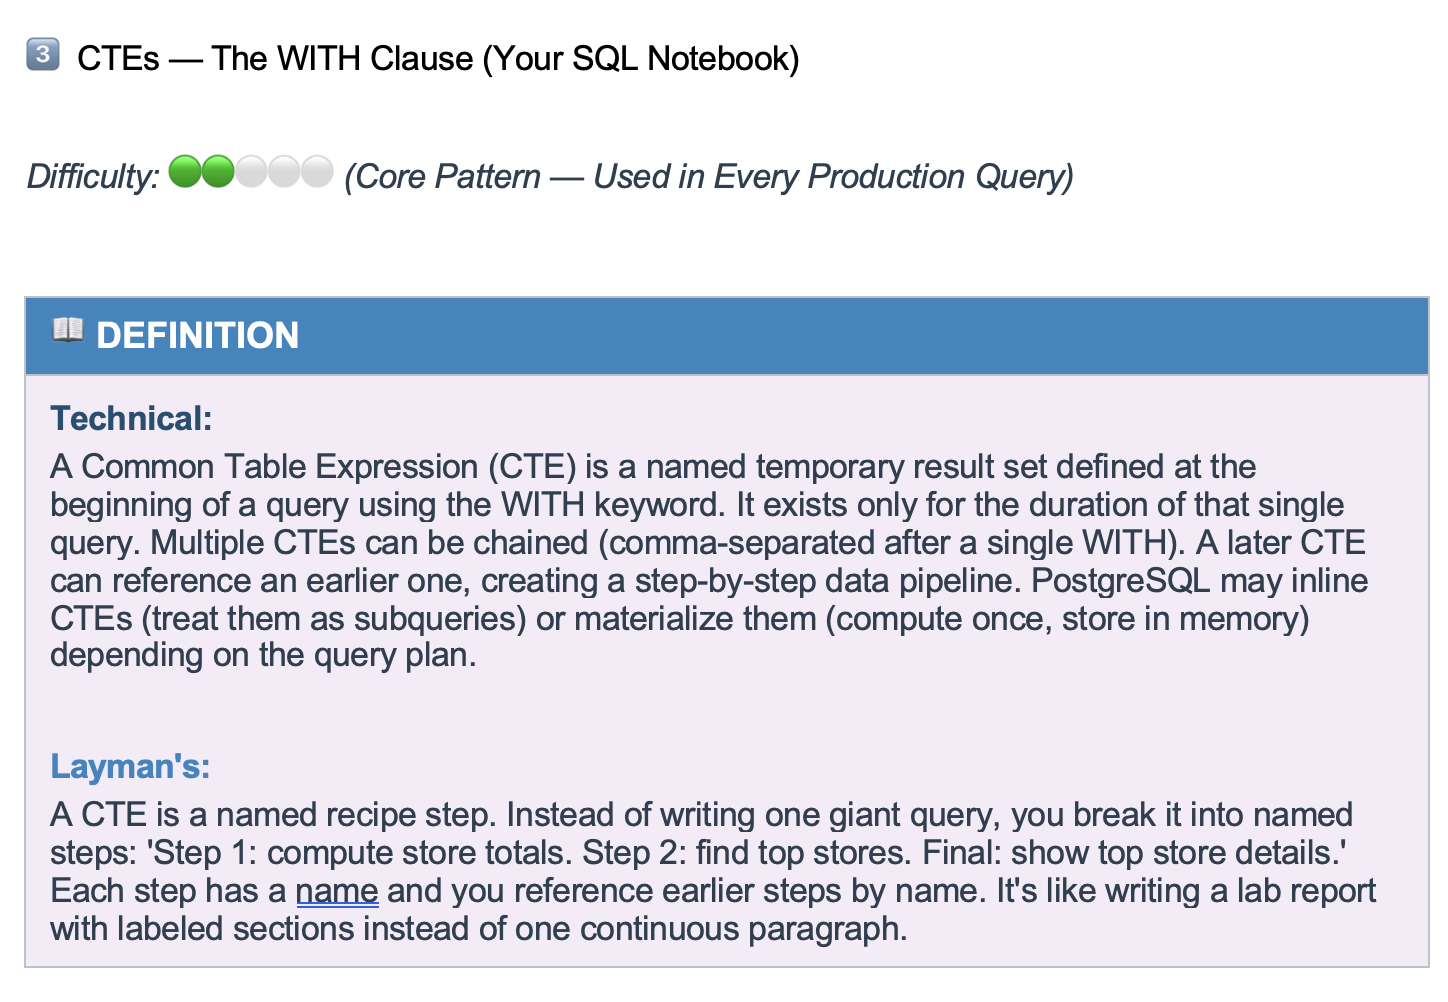 3 CTEs — The WITH Clause (Your SQL Notebook)
Difficulty: 🟢🟢⚪⚪⚪ (Core Pattern — Used in Every Production Query)
📖 DEFINITION
Technical:
A Common Table Expression (CTE) is a named temporary result set defined at the
beginning of a query using the WITH keyword. It exists only for the duration of that single
query. Multiple CTEs can be chained (comma-separated after a single WITH). A later CTE
can reference an earlier one, creating a step-by-step data pipeline. PostgreSQL may inline
CTEs (treat them as subqueries) or materialize them (compute once, store in memory)
depending on the query plan.
Layman's:
A CTE is a named recipe step. Instead of writing one giant query, you break it into named
steps: 'Step 1: compute store totals. Step 2: find top stores. Final: show top store details.'
Each step has a name and you reference earlier steps by name. It's like writing a lab report
with labeled sections instead of one continuous paragraph.